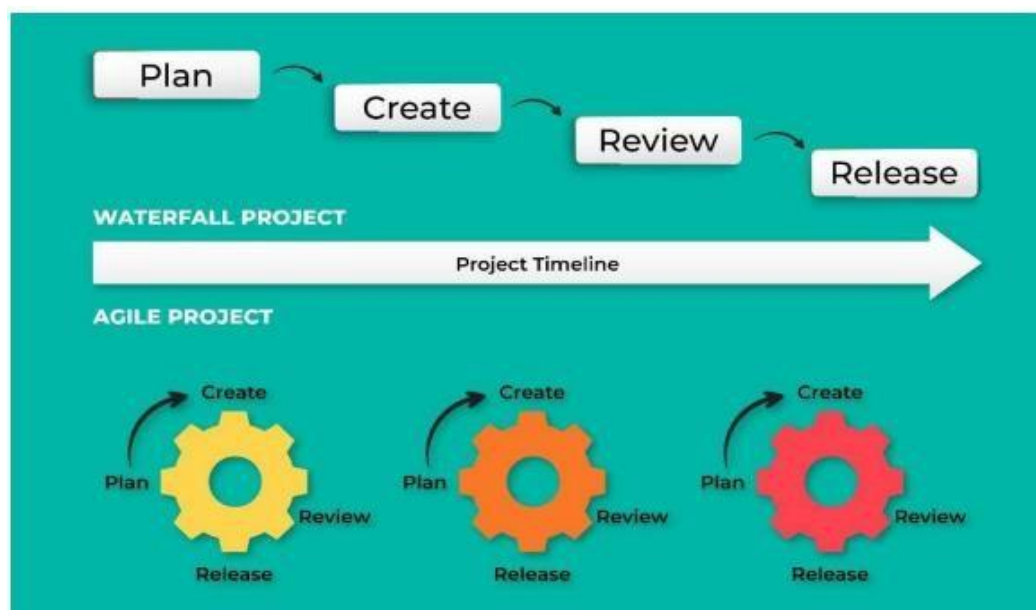 Plan
Create
Review
Release
WATERFALL PROJECT
Project Timeline
AGILE PROJECT
Create
Plan
Review
Release
Create
Plan
Review
Release
Create
Plan
Review
Release